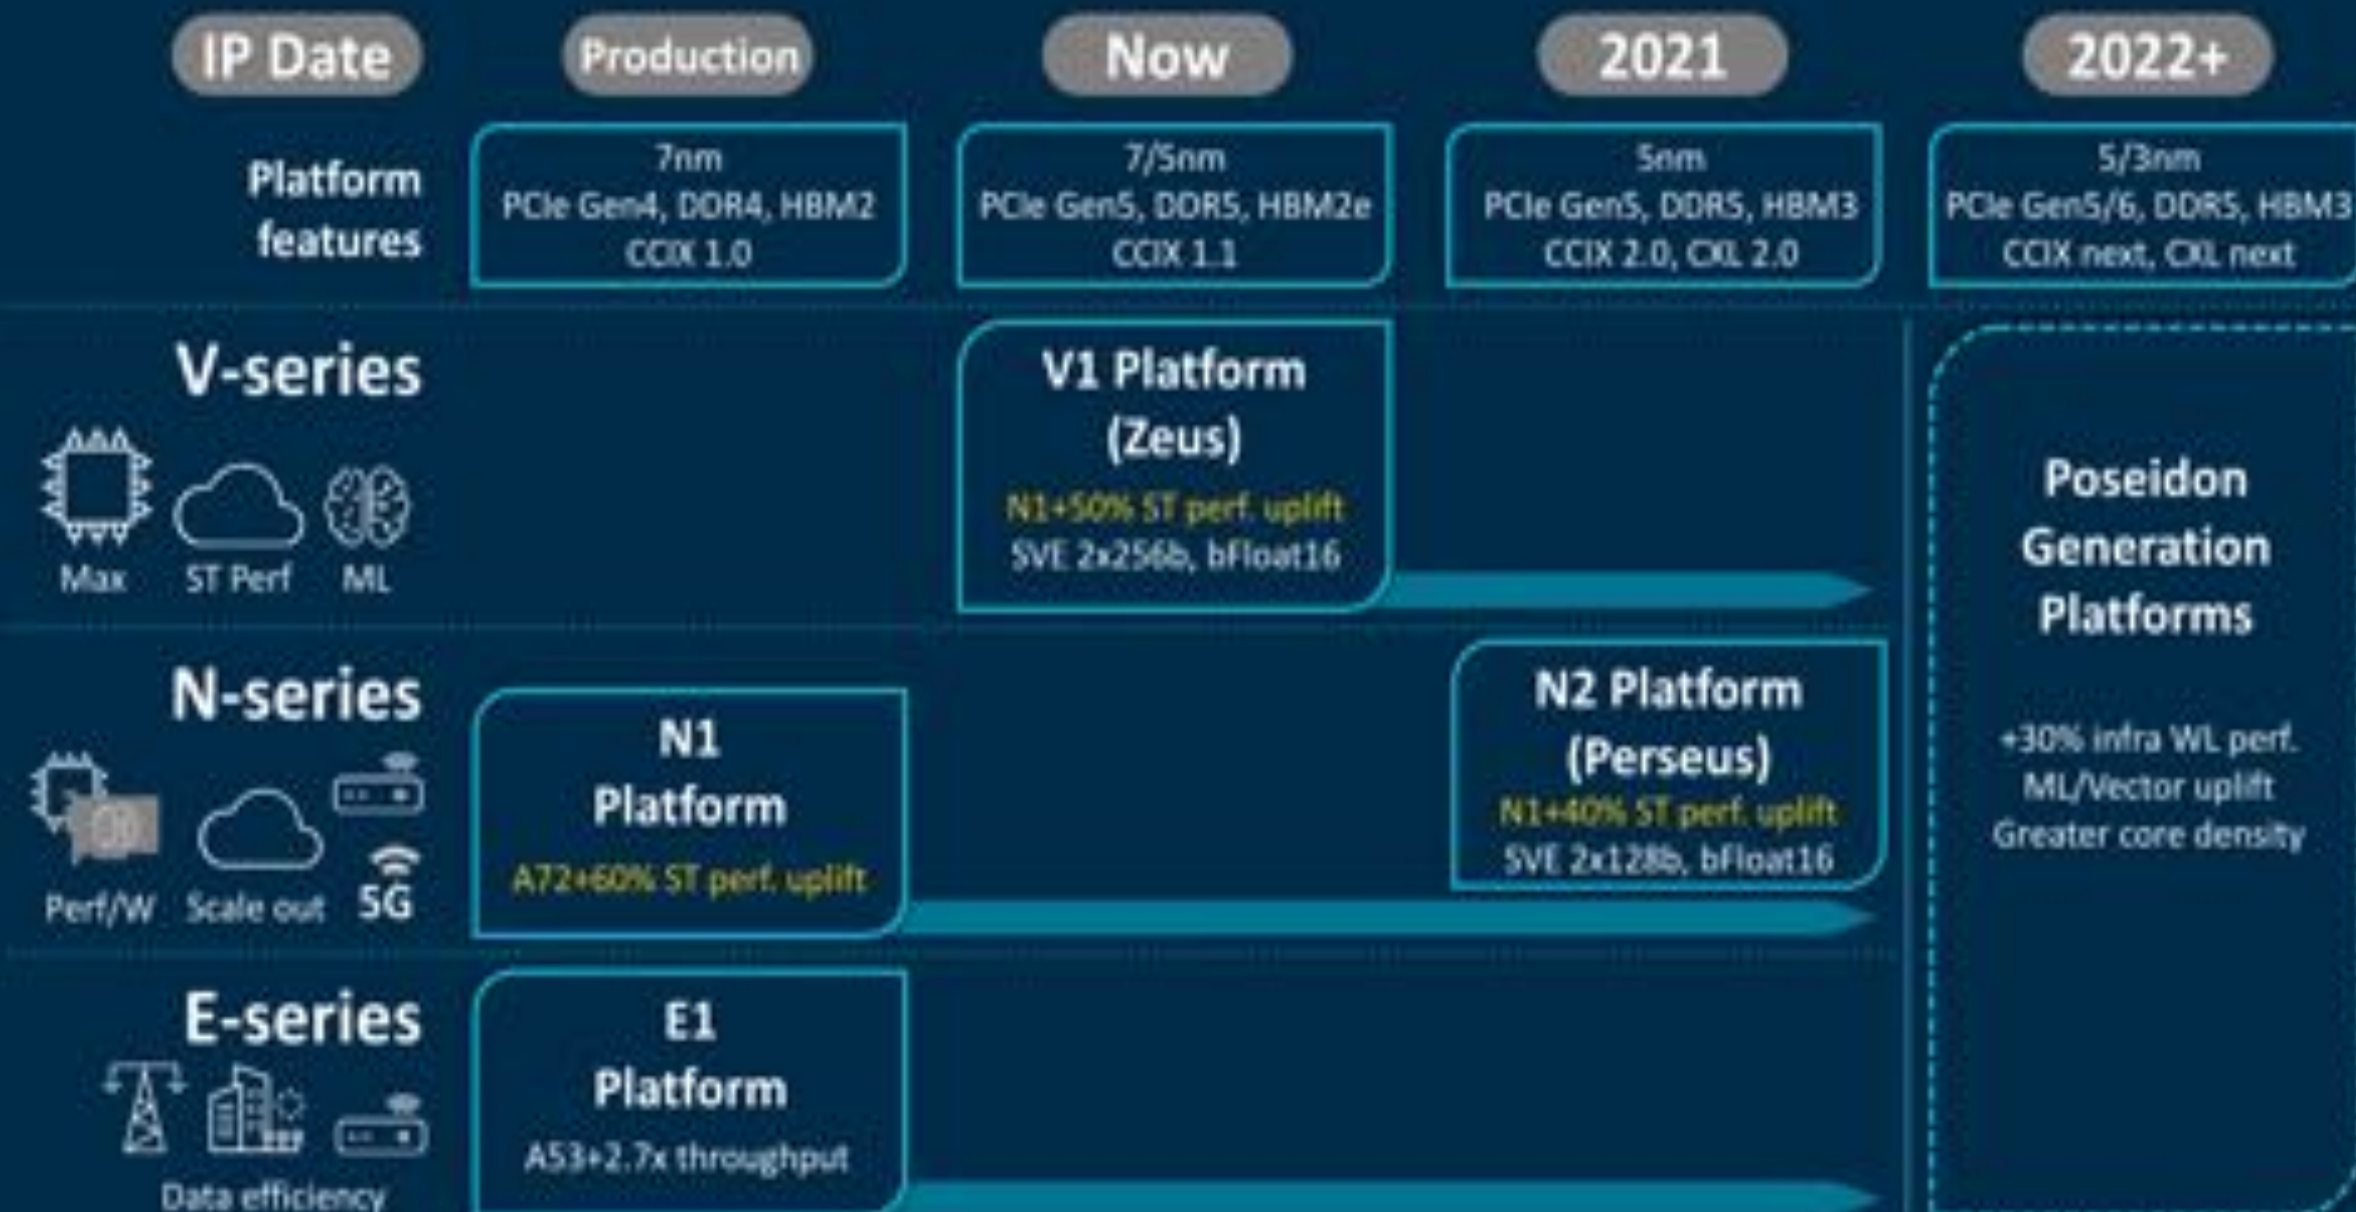 IP Date
Production
Now
2021
2022+
Platform
features
7nm
PCIe Gen4, DDR4, HBM2
CCIX 1.0
7/5nm
PCIe Gen5, DDR5, HBM2e
CCIX 1.1
5nm
PCIe Gen5, DDR5, HBM3
CCIX 2.0, CXL 2.0
5/3nm
PCIe Gen5/6, DDR5, HBM3
CCIX next, CXL next
V-series
Max
ST Perf
ML
V1 Platform
(Zeus)
N1+50% ST perf. uplift
SVE 2x256b, bFloat16
Poseidon
Generation
Platforms
+30% infra WL perf.
ML/Vector uplift
Greater core density
N-series
Perf/W
Scale out
5G
N1
Platform
A72+60% ST perf. uplift
N2 Platform
(Perseus)
N1+40% ST perf. uplift
SVE 2x128b, bFloat16
E-series
Data efficiency
E1
Platform
A53+2.7x throughput